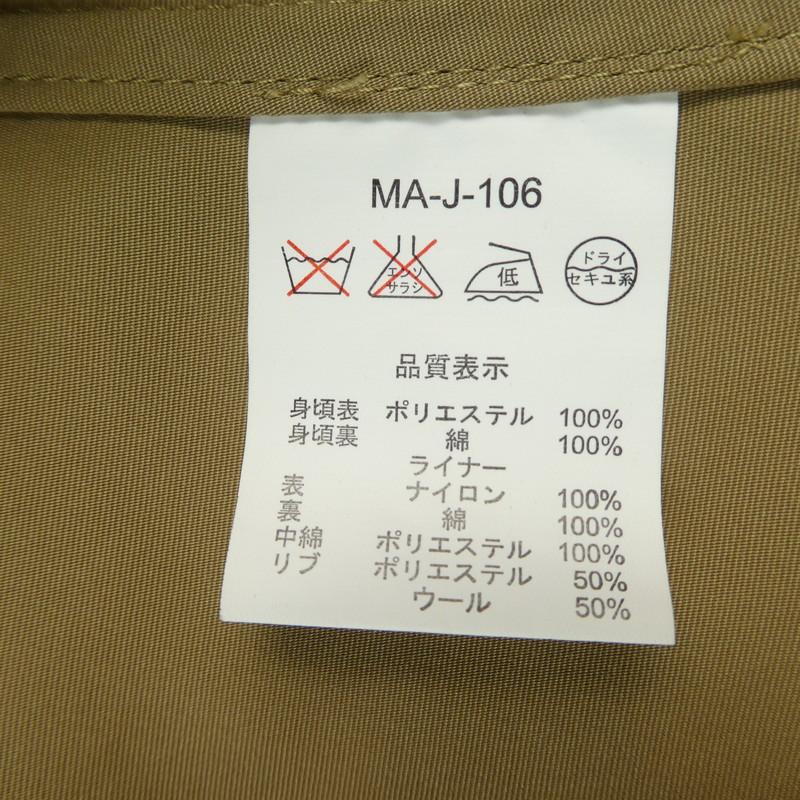 MA-J-106
エンソ
サラシ
低
ドライ
セキユ系
品質表示
身頃表 ポリエステル 100%
身頃裏 綿 100%
ライナー
表 ナイロン 100%
裏 綿 100%
中綿 ポリエステル 100%
リブ ポリエステル 50%
ウール 50%